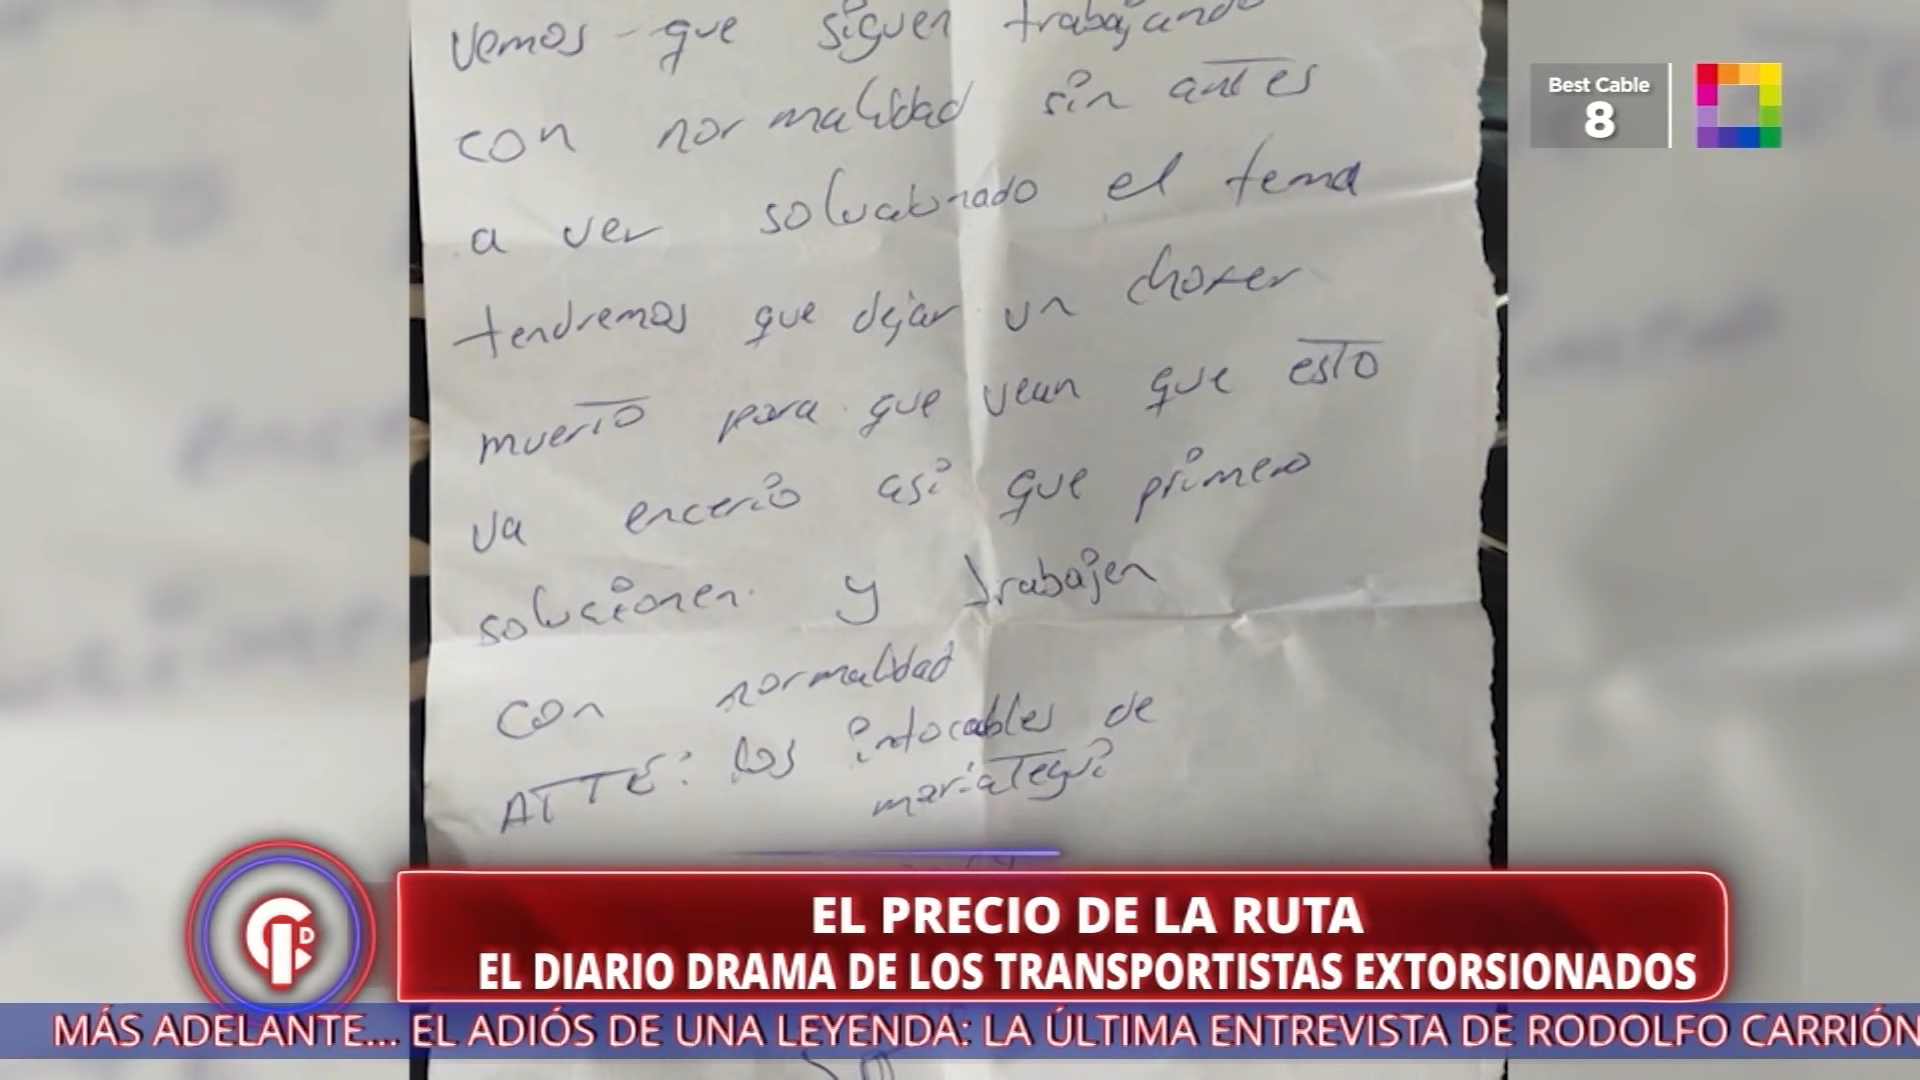 vemos - que siguen trabajando
con normalidad sin antes
a ver solucionado el tema
tendremos que dejar un chofer
muerto para que vean que esto
va encerio asi que primero
solucionen y trabajen
con normalidad
ATTE: los intocables de
mariategui
Best Cable
8
CD
EL PRECIO DE LA RUTA
EL DIARIO DRAMA DE LOS TRANSPORTISTAS EXTORSIONADOS
MÁS ADELANTE... EL ADIÓS DE UNA LEYENDA: LA ÚLTIMA ENTREVISTA DE RODOLFO CARRIÓN